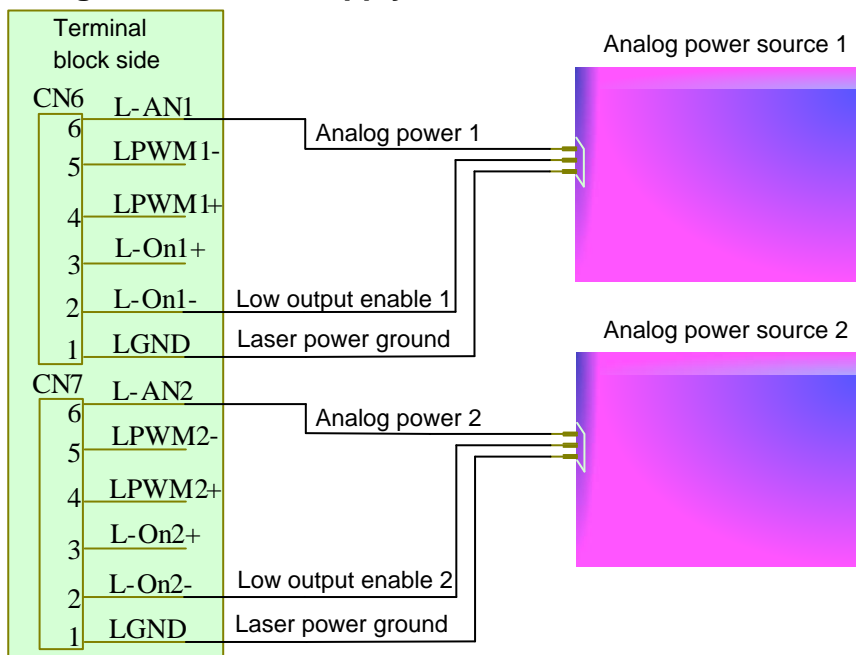 Terminal
block side
CN6
6 L-AN1
5 LPWM1-
4 LPWM1+
3 L-On1+
2 L-On1-
1 LGND
Analog power 1
Low output enable 1
Laser power ground
Analog power source 1
CN7
6 L-AN2
5 LPWM2-
4 LPWM2+
3 L-On2+
2 L-On2-
1 LGND
Analog power 2
Low output enable 2
Laser power ground
Analog power source 2